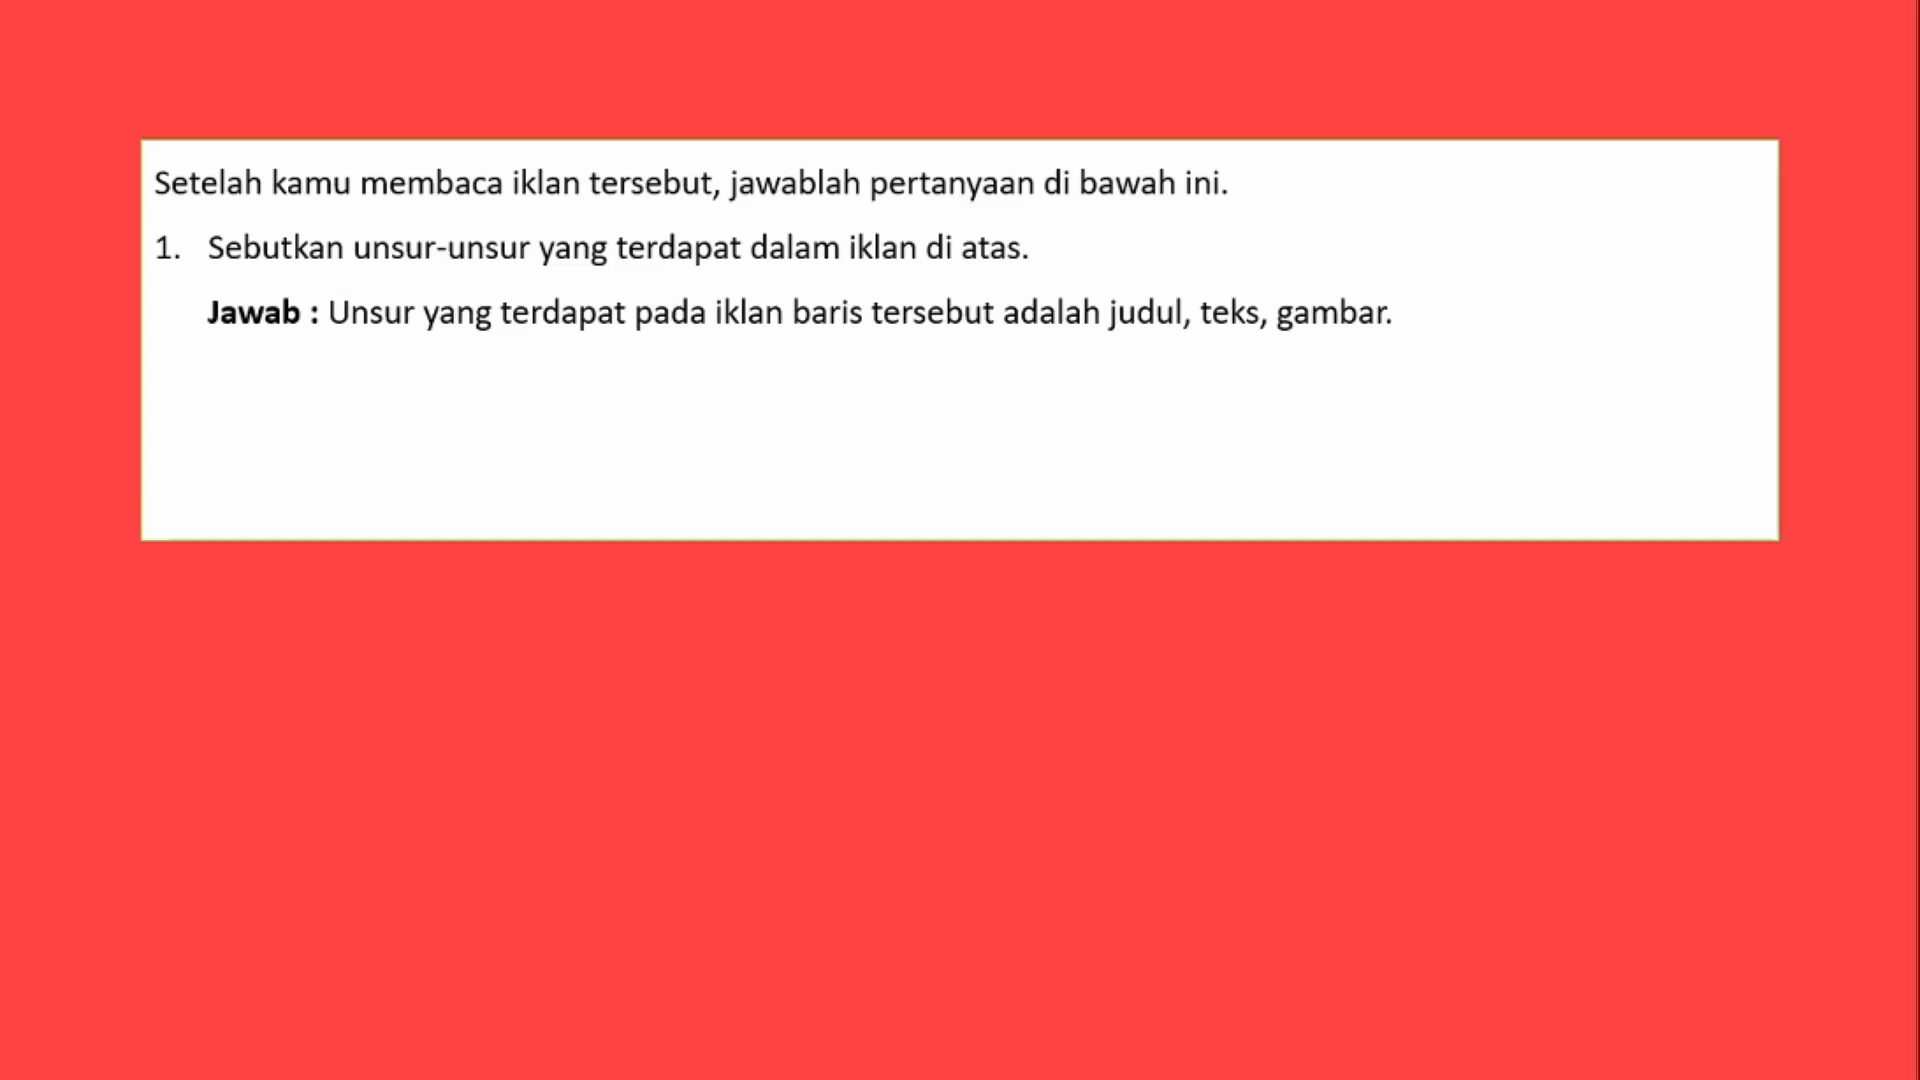 Setelah kamu membaca iklan tersebut, jawablah pertanyaan di bawah ini.
1. Sebutkan unsur-unsur yang terdapat dalam iklan di atas.
Jawab : Unsur yang terdapat pada iklan baris tersebut adalah judul, teks, gambar.